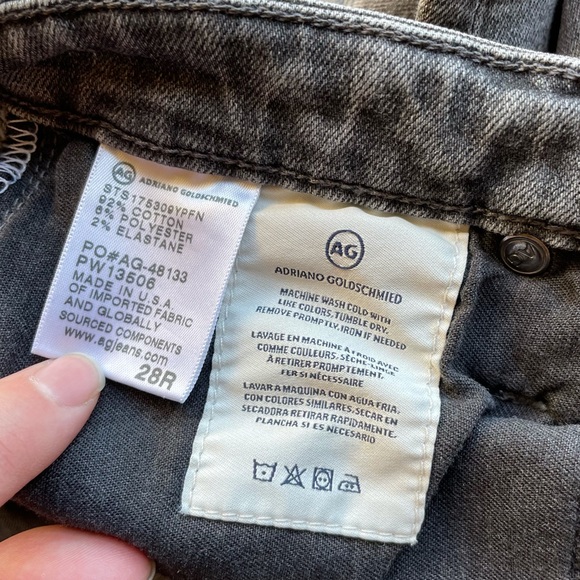 AG ADRIANO GOLDSCHMIED
STS175309YPFN
92% COTTON
6% POLYESTER
2% ELASTANE
PO#AG-48133
PW13506
MADE IN U.S.A
OF IMPORTED FABRIC
AND GLOBALLY
SOURCED COMPONENTS
www.agjeans.com
28R
AG
ADRIANO GOLDSCHMIED
MACHINE WASH COLD WITH
LIKE COLORS, TUMBLE DRY.
REMOVE PROMPTLY, IRON IF NEEDED
LAVAGE EN MACHINE À FROID AVEC
COMME COULEURS, SÈCHE-LINGE
À RETIRER PROMPTEMENT,
FER SI NÉCESSAIRE
LAVAR A MAQUINA CON AGUA FRIA,
CON COLORES SIMILARES, SECAR EN
SECADORA RETIRAR RAPIDAMENTE,
PLANCHA SI ES NECESARIO